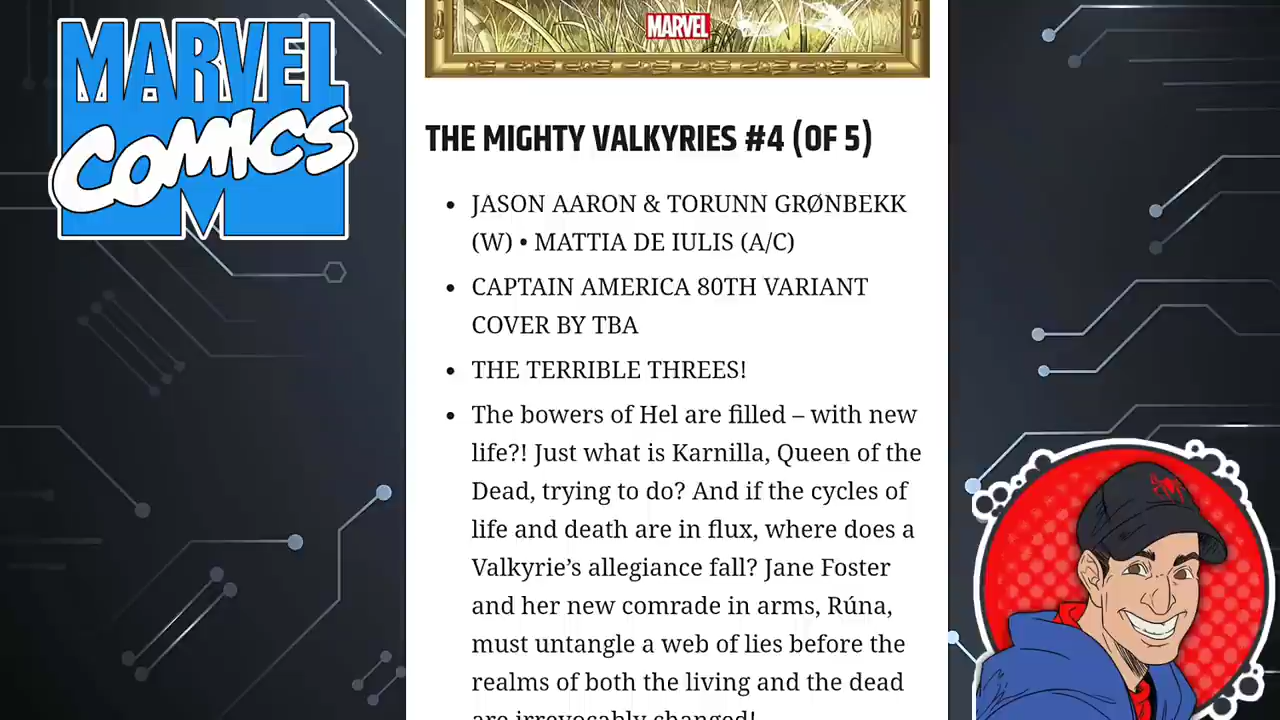 MARVEL
COMICS
MARVEL
THE MIGHTY VALKYRIES #4 (OF 5)
• JASON AARON & TORUNN GRØNBEKK
(W) • MATTIA DE IULIS (A/C)
• CAPTAIN AMERICA 80TH VARIANT
COVER BY TBA
• THE TERRIBLE THREES!
• The bowers of Hel are filled – with new
life?! Just what is Karnilla, Queen of the
Dead, trying to do? And if the cycles of
life and death are in flux, where does a
Valkyrie’s allegiance fall? Jane Foster
and her new comrade in arms, Rúna,
must untangle a web of lies before the
realms of both the living and the dead
are irrevocably changed!